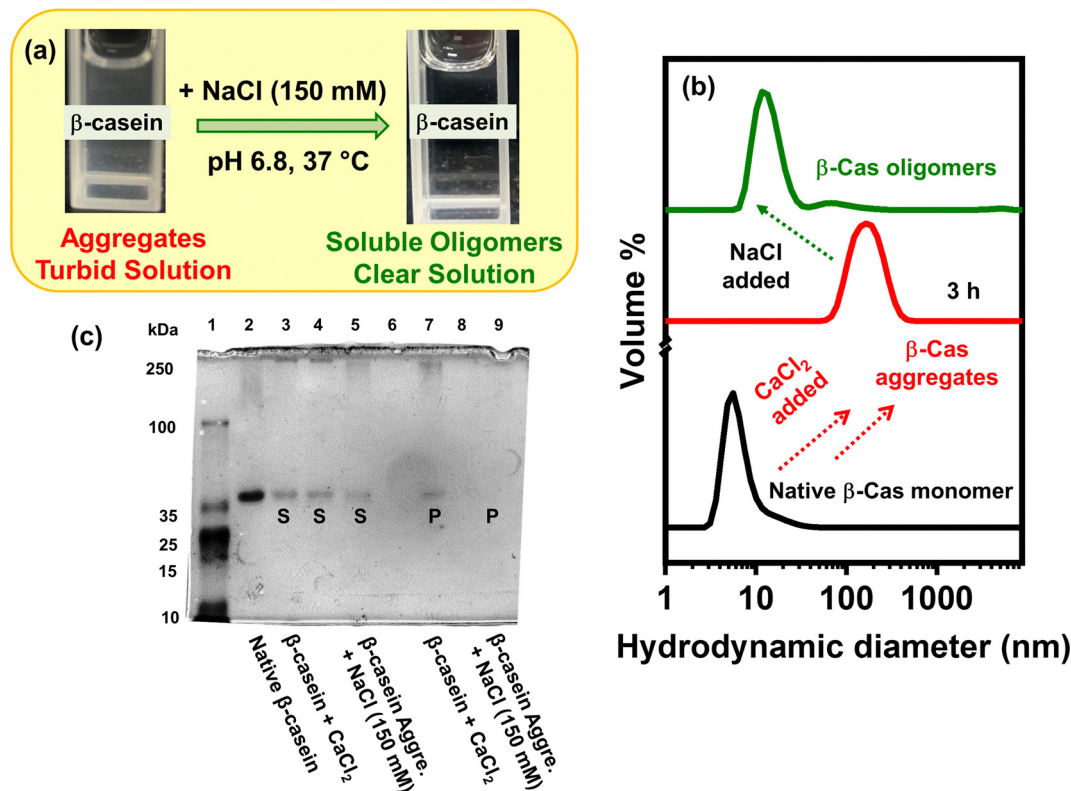 (a)
β-casein
+ NaCl (150 mM)
pH 6.8, 37 °C
β-casein
Aggregates
Turbid Solution
Soluble Oligomers
Clear Solution
(b)
β-Cas oligomers
NaCl
added
3 h
β-Cas
aggregates
CaCl₂
added
Native β-Cas monomer
Volume %
1 10 100 1000
Hydrodynamic diameter (nm)
(c)
kDa 1 2 3 4 5 6 7 8 9
250
100
35
25
15
10
S S S P P
Native β-casein
β-casein + CaCl₂
β-casein Aggre.
+ NaCl (150 mM)
β-casein + CaCl₂
β-casein Aggre.
+ NaCl (150 mM)